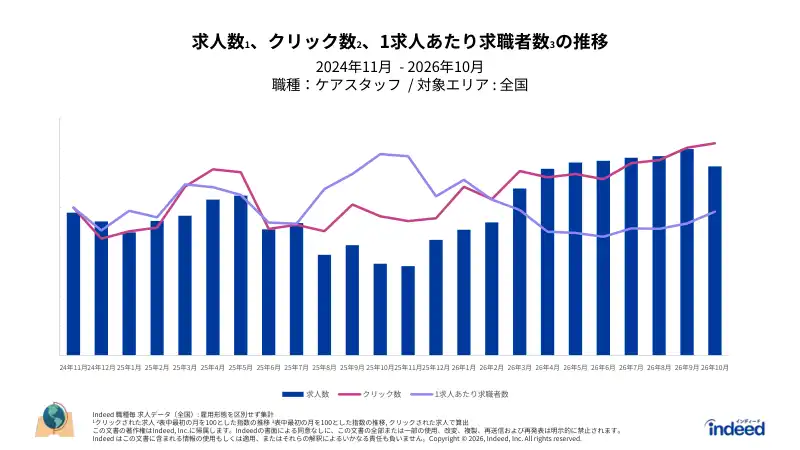 求人数1、クリック数2、1求人あたり求職者数3の推移
2024年11月 - 2026年10月
職種：ケアスタッフ / 対象エリア : 全国
24年11月 24年12月 25年1月 25年2月 25年3月 25年4月 25年5月 25年6月 25年7月 25年8月 25年9月 25年10月 25年11月 25年12月 26年1月 26年2月 26年3月 26年4月 26年5月 26年6月 26年7月 26年8月 26年9月 26年10月
求人数 クリック数 1求人あたり求職者数
Indeed 職種毎 求人データ（全国）: 雇用形態を区別せず集計
¹クリックされた求人 ²表中最初の月を100とした指数の推移 ³表中最初の月を100とした指数の推移, クリックされた求人で算出
この文書の著作権はIndeed, Inc.に帰属します。Indeedの書面による同意なしに、この文書の全部または一部の使用、改変、複製、再送信および再発表は明示的に禁止されます。
Indeed はこの文書に含まれる情報の使用もしくは適用、またはそれらの解釈によるいかなる責任も負いません。Copyright © 2026, Indeed, Inc. All rights reserved.
インディード
indeed